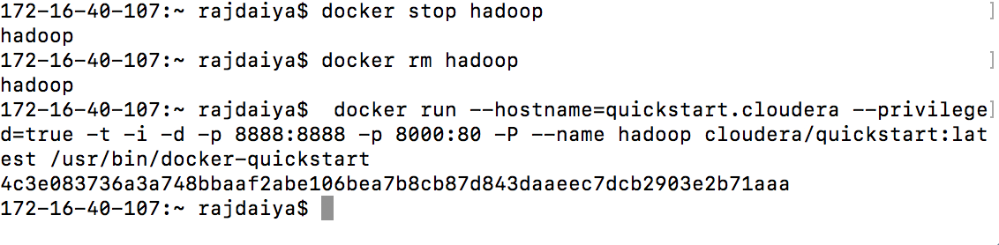 172-16-40-107:~ rajdaiya$ docker stop hadoop ]
hadoop
172-16-40-107:~ rajdaiya$ docker rm hadoop ]
hadoop
172-16-40-107:~ rajdaiya$  docker run --hostname=quickstart.cloudera --privilege]
d=true -t -i -d -p 8888:8888 -p 8000:80 -P --name hadoop cloudera/quickstart:lat
est /usr/bin/docker-quickstart
4c3e083736a3a748bbaaf2abe106bea7b8cb87d843daaeec7dcb2903e2b71aaa
172-16-40-107:~ rajdaiya$